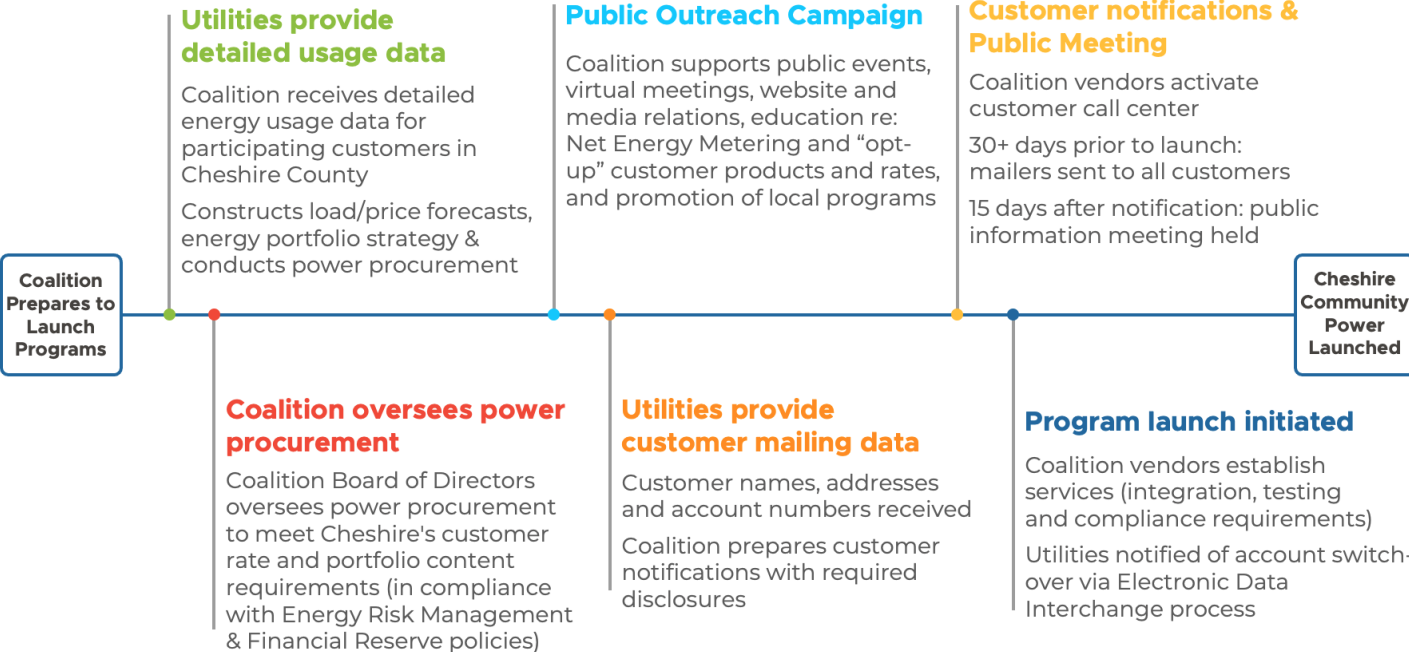 Utilities provide
detailed usage data
Coalition receives detailed
energy usage data for
participating customers in
Cheshire County
Constructs load/price forecasts,
energy portfolio strategy &
conducts power procurement
Public Outreach Campaign
Coalition supports public events,
virtual meetings, website and
media relations, education re:
Net Energy Metering and “opt-
up” customer products and rates,
and promotion of local programs
Customer notifications &
Public Meeting
Coalition vendors activate
customer call center
30+ days prior to launch:
mailers sent to all customers
15 days after notification: public
information meeting held
Coalition
Prepares to
Launch
Programs
Cheshire
Community
Power
Launched
Coalition oversees power
procurement
Coalition Board of Directors
oversees power procurement
to meet Cheshire's customer
rate and portfolio content
requirements (in compliance
with Energy Risk Management
& Financial Reserve policies)
Utilities provide
customer mailing data
Customer names, addresses
and account numbers received
Coalition prepares customer
notifications with required
disclosures
Program launch initiated
Coalition vendors establish
services (integration, testing
and compliance requirements)
Utilities notified of account switch-
over via Electronic Data
Interchange process